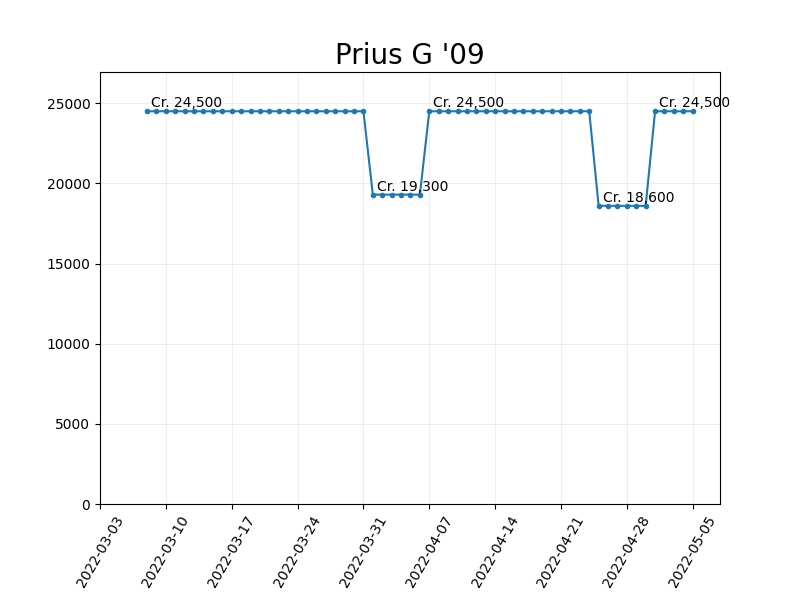 Prius G '09
25000
20000
15000
10000
5000
0
Cr. 24,500
Cr. 19,300
Cr. 24,500
Cr. 18,600
Cr. 24,500
2022-03-03
2022-03-10
2022-03-17
2022-03-24
2022-03-31
2022-04-07
2022-04-14
2022-04-21
2022-04-28
2022-05-05